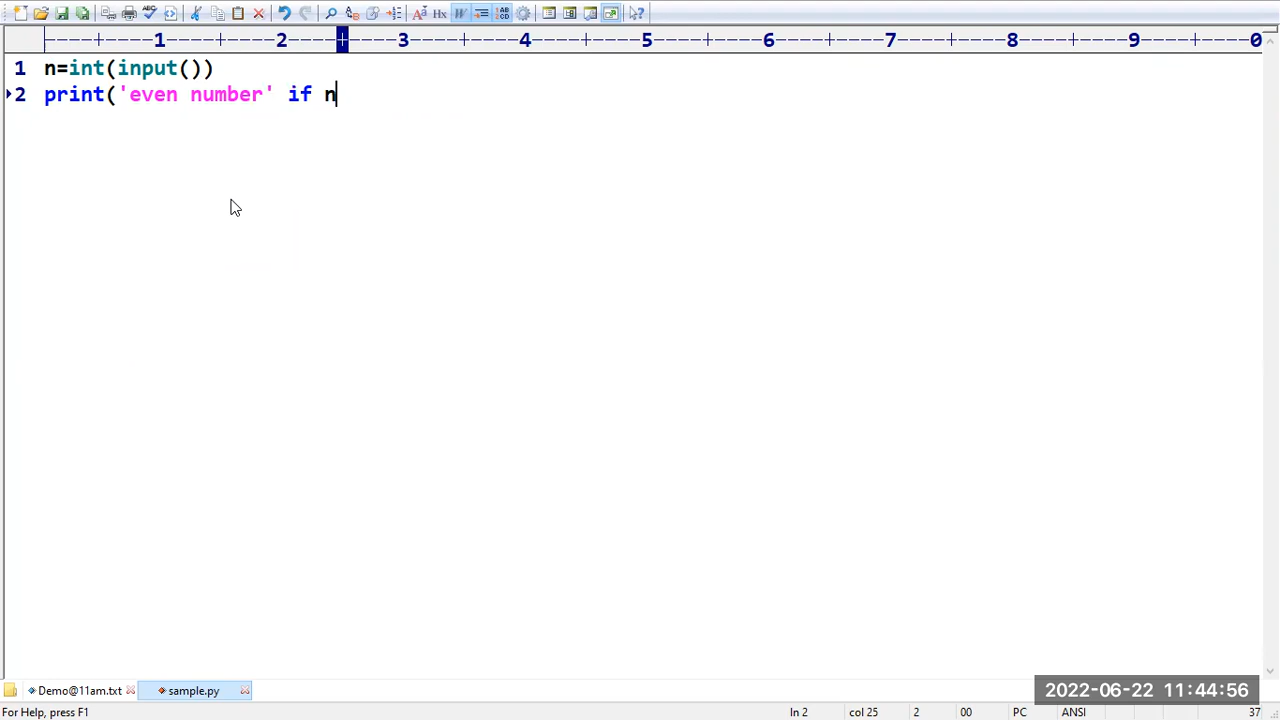 ----+----1----+----2----+----3----+----4----+----5----+----6----+----7----+----8----+----9----+----0
1 n=int(input())
2 print('even number' if n
Demo@11am.txt sample.py
2022-06-22 11:44:56
For Help, press F1 ln 2 col 25 2 00 PC ANSI 37